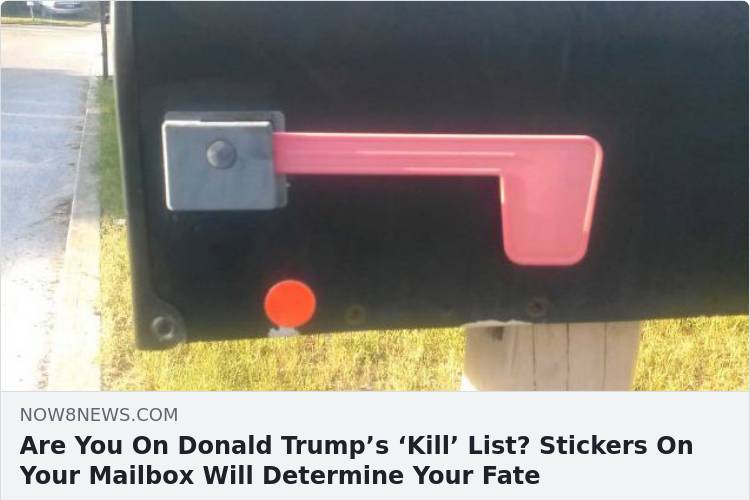 NOW8NEWS.COM
Are You On Donald Trump’s ‘Kill’ List? Stickers On
Your Mailbox Will Determine Your Fate